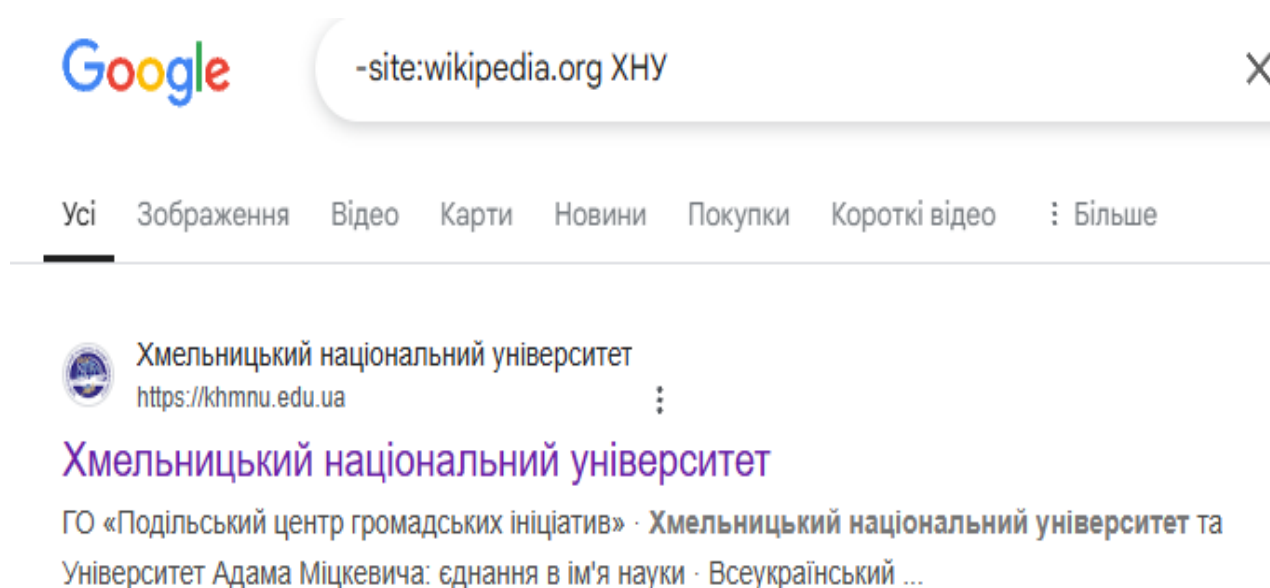 Google
-site:wikipedia.org ХНУ
Усі Зображення Відео Карти Новини Покупки Короткі відео Більше
Хмельницький національний університет
https://khmnu.edu.ua
Хмельницький національний університет
ГО «Подільський центр громадських ініціатив» · Хмельницький національний університет та
Університет Адама Міцкевича: єднання в ім'я науки · Всеукраїнський ...